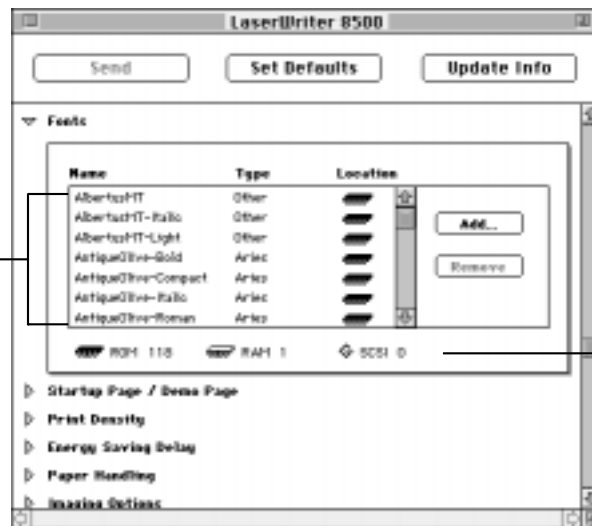 LaserWriter 8500
Send Set Defaults Update Info
Fonts
Name Type Location
AlbertusMT Other
AlbertusMT-Italic Other
AlbertusMT-Light Other
AntiqueOlive-Bold Aries
AntiqueOlive-Compact Aries
AntiqueOlive-Italic Aries
AntiqueOlive-Roman Aries
Add...
Remove
ROM 118 RAM 1 SCSI 0
Startup Page / Demo Page
Print Density
Energy Saving Delay
Paper Handling
Imaging Options